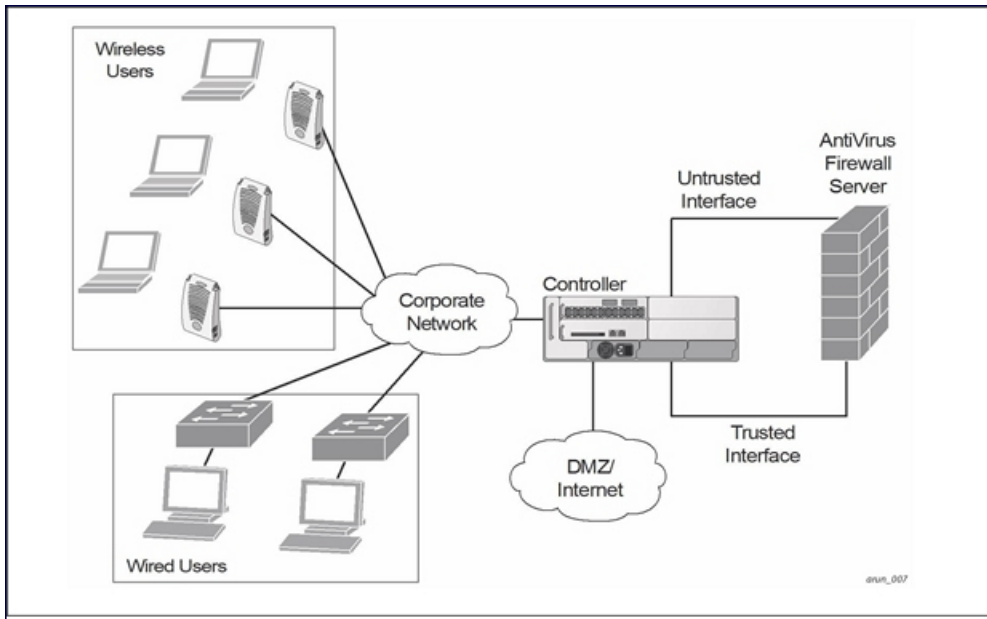 Wireless
Users
AntiVirus
Firewall
Server
Untrusted
Interface
Controller
Corporate
Network
Trusted
Interface
DMZ/
Internet
Wired Users
arun_007